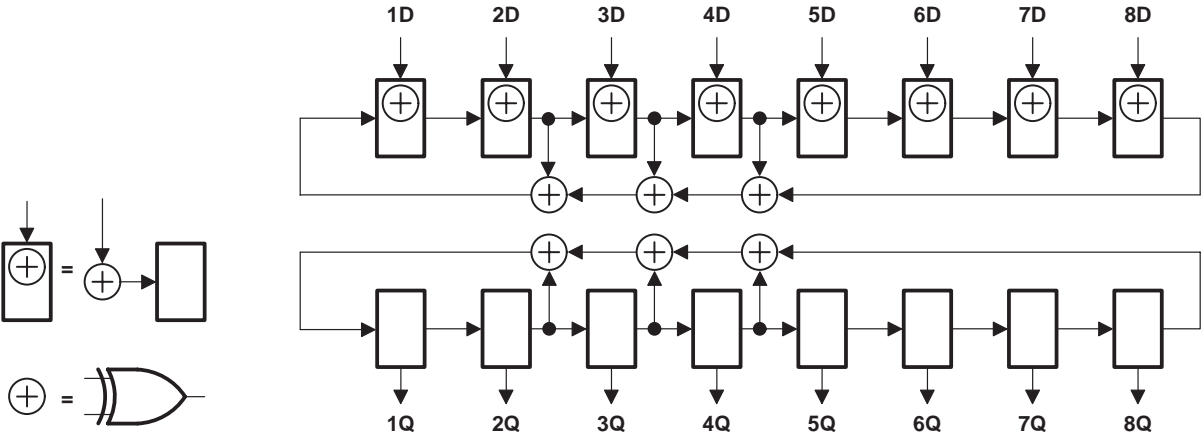 1D 2D 3D 4D 5D 6D 7D 8D
=
=
1Q 2Q 3Q 4Q 5Q 6Q 7Q 8Q